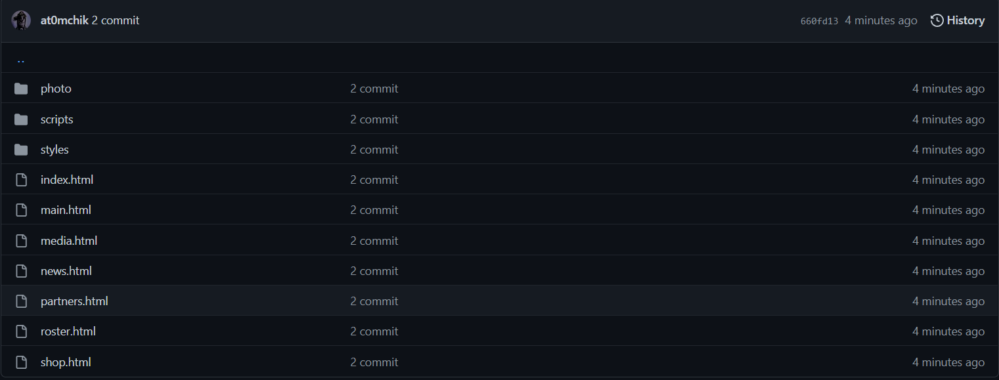 at0mchik 2 commit 660fd13 4 minutes ago History
..
photo 2 commit 4 minutes ago
scripts 2 commit 4 minutes ago
styles 2 commit 4 minutes ago
index.html 2 commit 4 minutes ago
main.html 2 commit 4 minutes ago
media.html 2 commit 4 minutes ago
news.html 2 commit 4 minutes ago
partners.html 2 commit 4 minutes ago
roster.html 2 commit 4 minutes ago
shop.html 2 commit 4 minutes ago